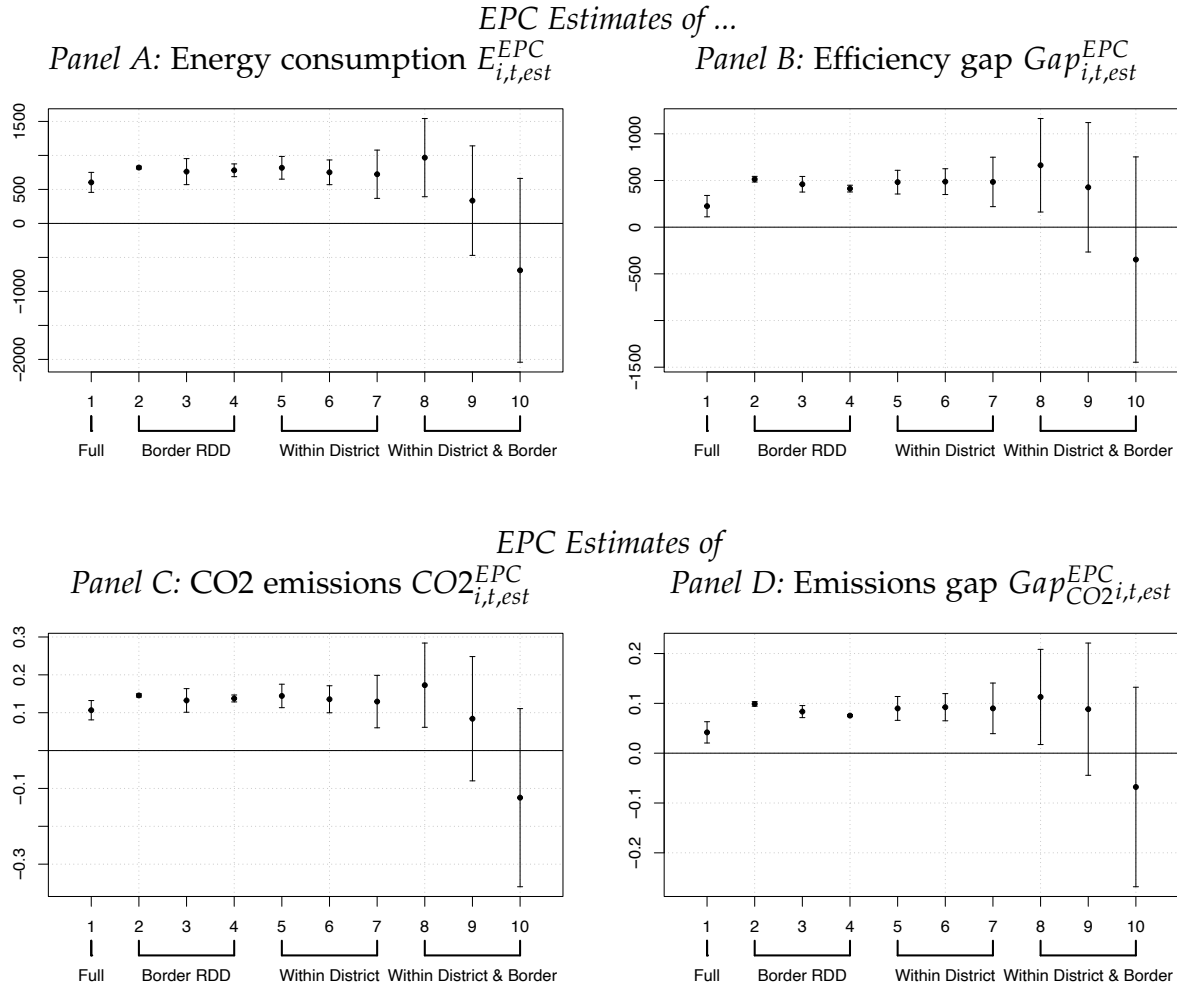 EPC Estimates of ...
Panel A: Energy consumption E_{i,t,est}^{EPC}
Panel B: Efficiency gap Gap_{i,t,est}^{EPC}
1500
500
0
−1000
−2000
1 2 3 4 5 6 7 8 9 10
Full Border RDD Within District Within District & Border
1000
500
0
−500
−1500
1 2 3 4 5 6 7 8 9 10
Full Border RDD Within District Within District & Border
EPC Estimates of
Panel C: CO2 emissions CO2_{i,t,est}^{EPC}
Panel D: Emissions gap Gap_{CO2 i,t,est}^{EPC}
0.3
0.2
0.1
−0.1
−0.3
1 2 3 4 5 6 7 8 9 10
Full Border RDD Within District Within District & Border
0.2
0.1
0.0
−0.1
−0.2
1 2 3 4 5 6 7 8 9 10
Full Border RDD Within District Within District & Border